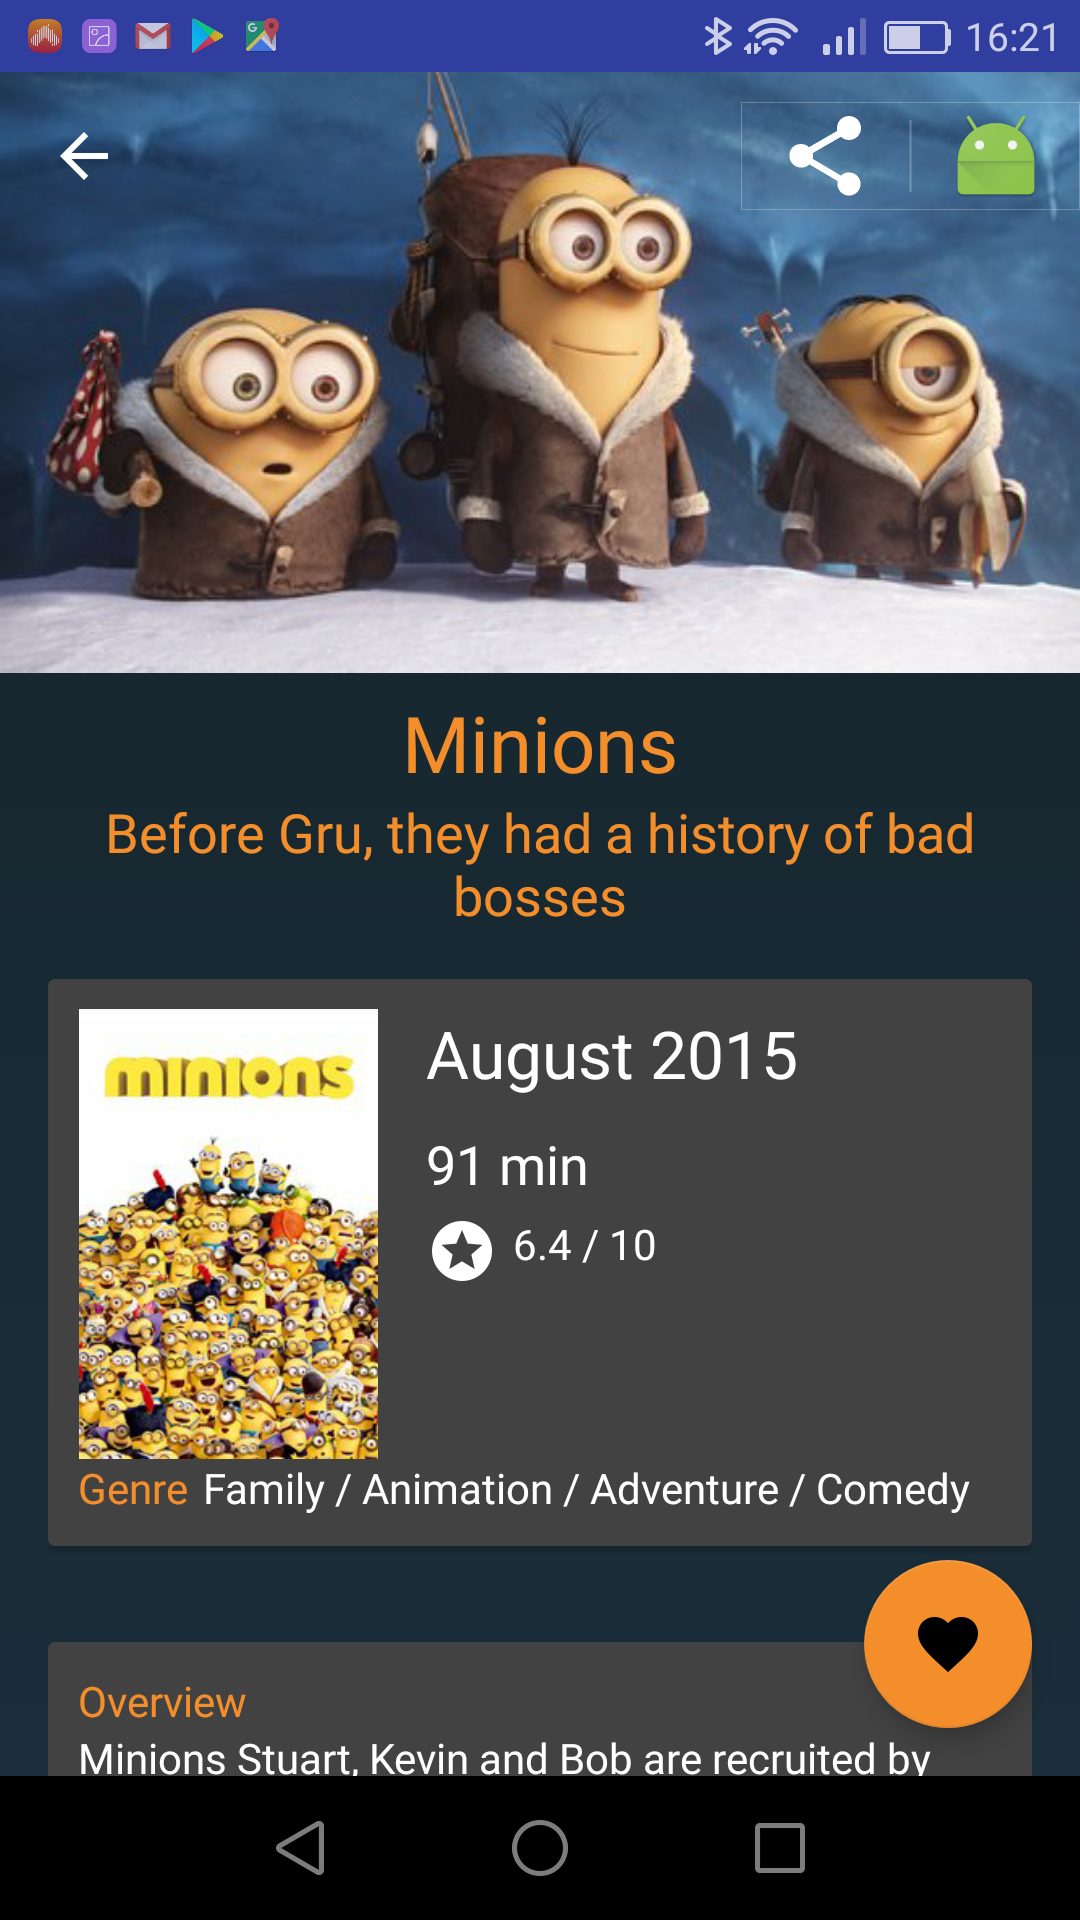 16:21
Minions
Before Gru, they had a history of bad
bosses
minions
August 2015
91 min
6.4 / 10
Genre Family / Animation / Adventure / Comedy
Overview
Minions Stuart, Kevin and Bob are recruited by